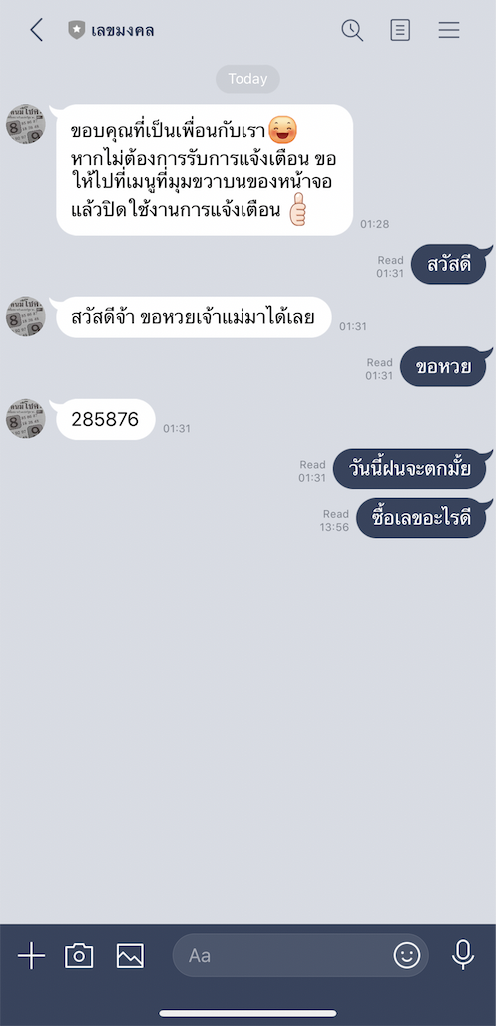 เลขมงคล
Today
ขอบคุณที่เป็นเพื่อนกับเรา
หากไม่ต้องการรับการแจ้งเตือน ขอ
ให้ไปที่เมนูที่มุมขวาบนของหน้าจอ
แล้วปิดใช้งานการแจ้งเตือน
01:28
Read
01:31
สวัสดี
สวัสดีจ้า ขอหวยเจ้าแม่มาได้เลย
01:31
Read
01:31
ขอหวย
285876
01:31
Read
01:31
วันนี้ฝนจะตกมั้ย
Read
13:56
ซื้อเลขอะไรดี
Aa